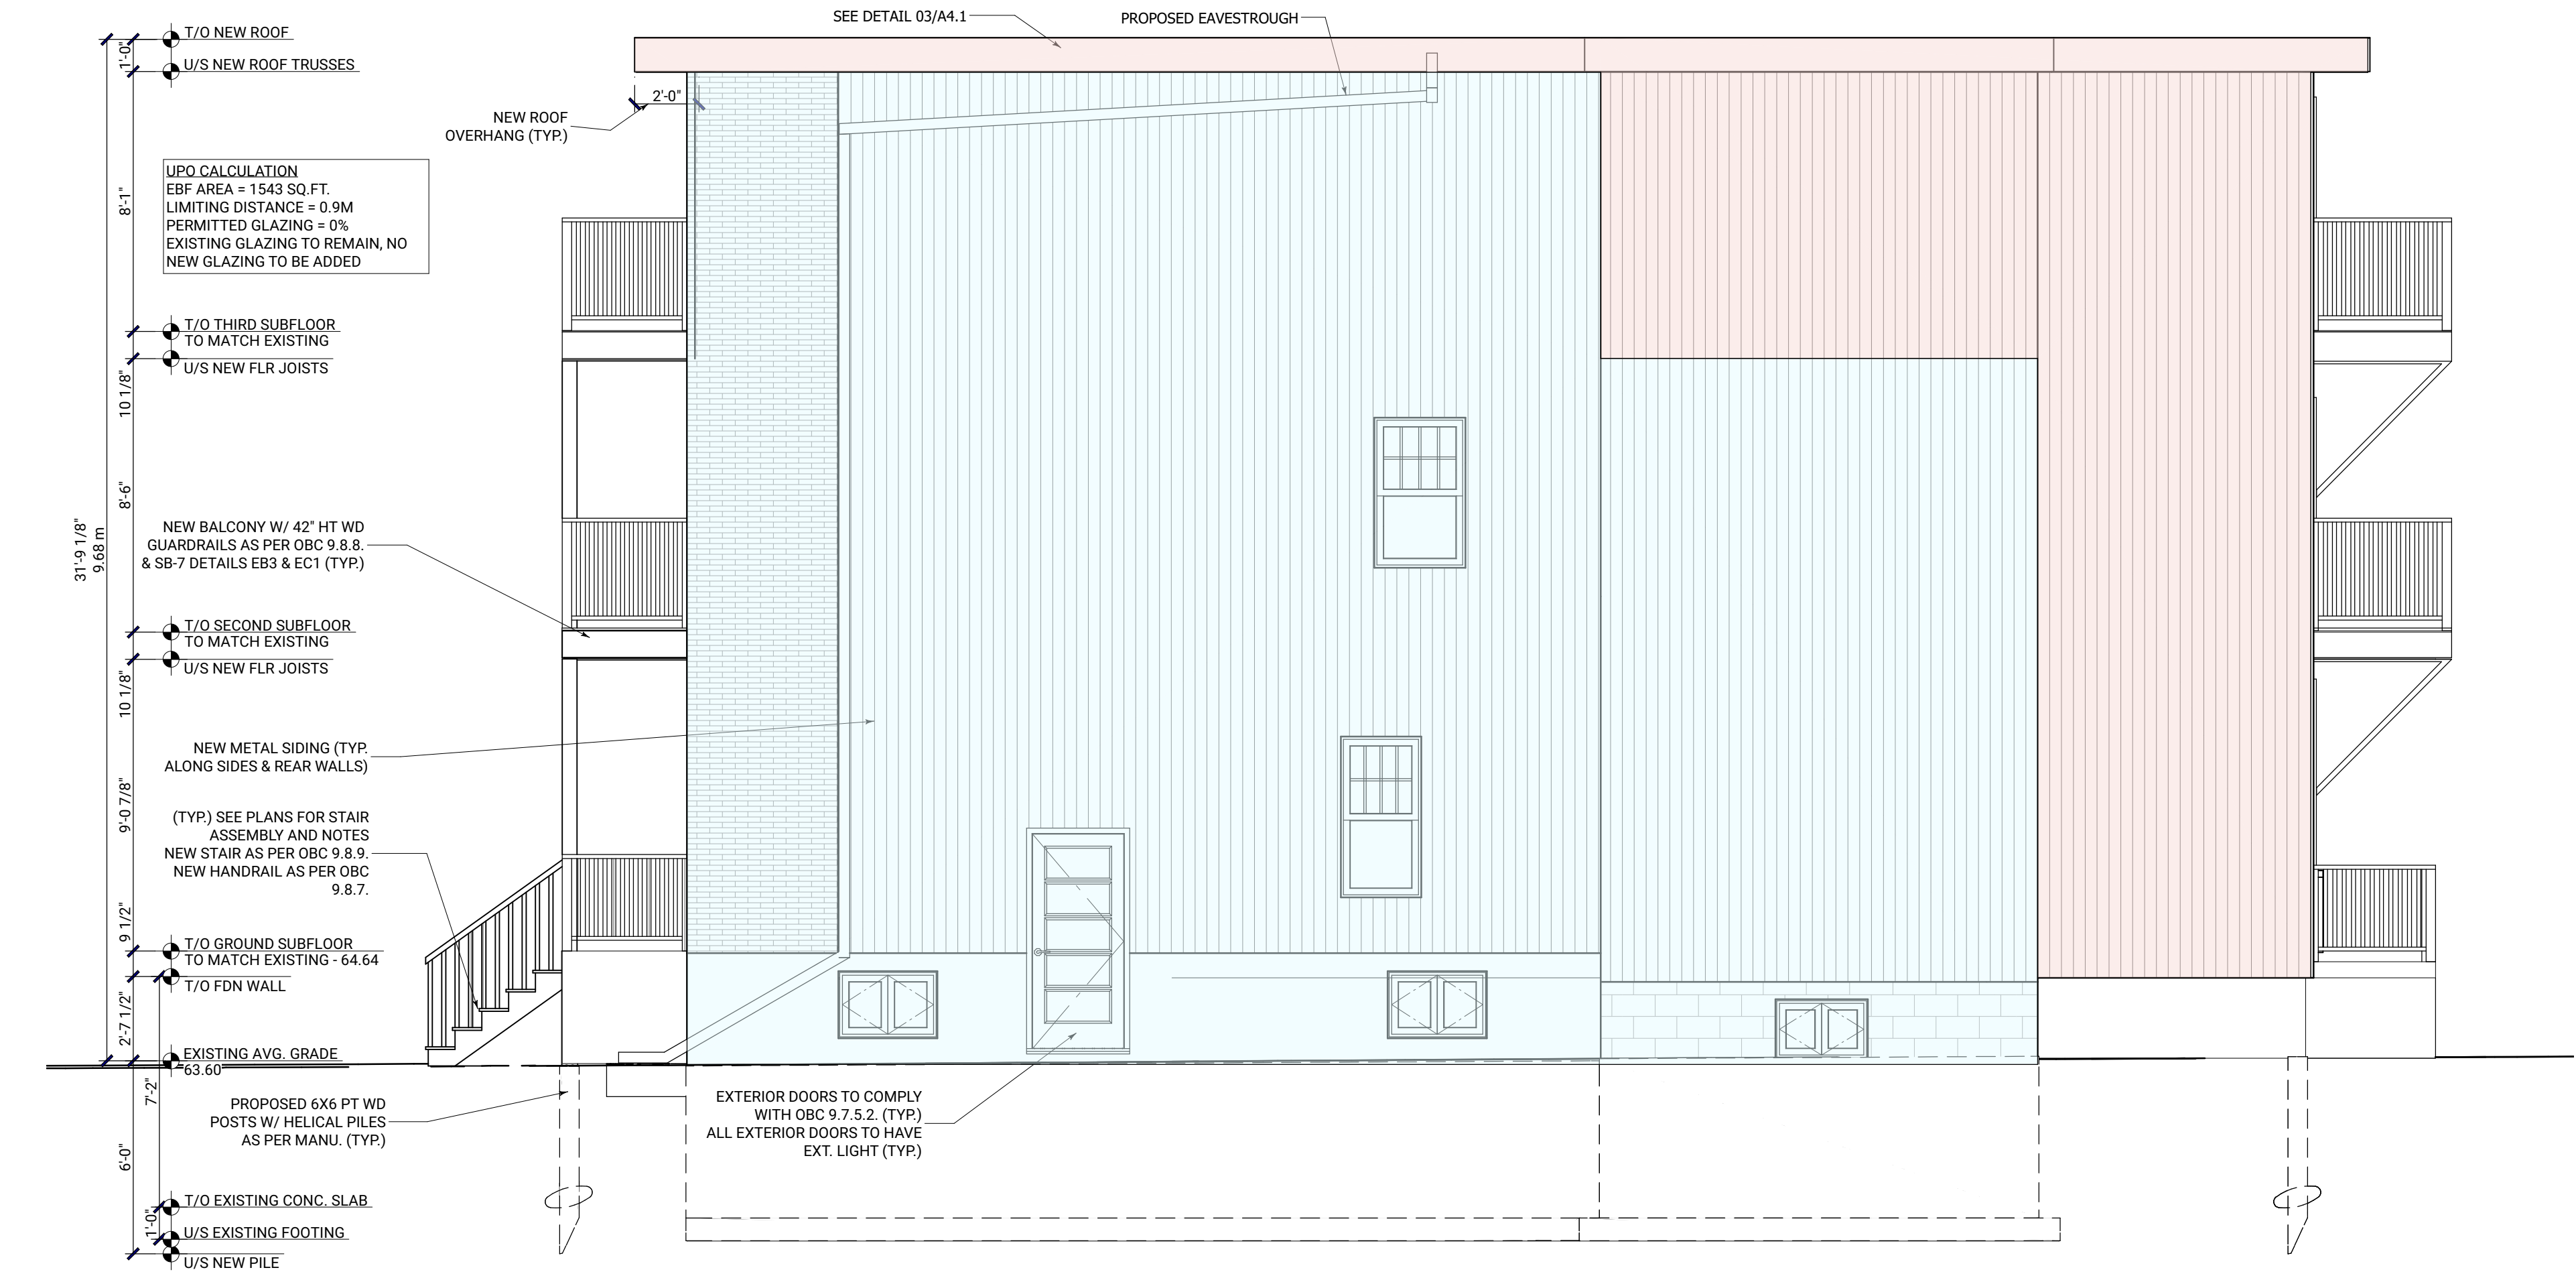 SEE DETAIL 03/A4.1
PROPOSED EAVESTROUGH
T/O NEW ROOF
1'-0"
U/S NEW ROOF TRUSSES
2'-0"
NEW ROOF
OVERHANG (TYP.)
UPO CALCULATION
EBF AREA = 1543 SQ.FT.
LIMITING DISTANCE = 0.9M
PERMITTED GLAZING = 0%
EXISTING GLAZING TO REMAIN, NO
NEW GLAZING TO BE ADDED
8'-1"
T/O THIRD SUBFLOOR
TO MATCH EXISTING
U/S NEW FLR JOISTS
10 1/8"
8'-6"
31'-9 1/8"
9.68 m
NEW BALCONY W/ 42" HT WD
GUARDRAILS AS PER OBC 9.8.8.
& SB-7 DETAILS EB3 & EC1 (TYP.)
T/O SECOND SUBFLOOR
TO MATCH EXISTING
U/S NEW FLR JOISTS
10 1/8"
NEW METAL SIDING (TYP.
ALONG SIDES & REAR WALLS)
9'-0 7/8"
(TYP.) SEE PLANS FOR STAIR
ASSEMBLY AND NOTES
NEW STAIR AS PER OBC 9.8.9.
NEW HANDRAIL AS PER OBC
9.8.7.
9 1/2"
T/O GROUND SUBFLOOR
TO MATCH EXISTING - 64.64
T/O FDN WALL
2'-7 1/2"
EXISTING AVG. GRADE
63.60
7'-2"
PROPOSED 6X6 PT WD
POSTS W/ HELICAL PILES
AS PER MANU. (TYP.)
EXTERIOR DOORS TO COMPLY
WITH OBC 9.7.5.2. (TYP.)
ALL EXTERIOR DOORS TO HAVE
EXT. LIGHT (TYP.)
6'-0"
T/O EXISTING CONC. SLAB
1'-0"
U/S EXISTING FOOTING
U/S NEW PILE